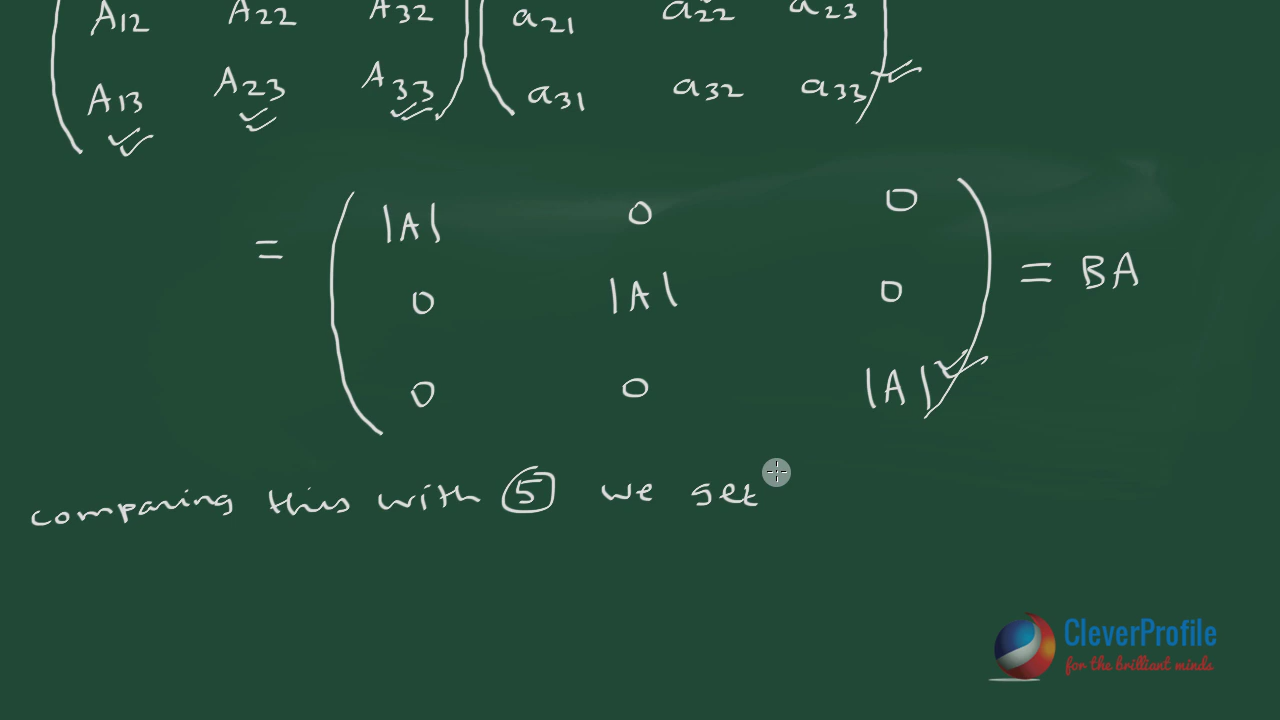 A12 A22 A32 a21 a22 a23
A13 A23 A33 a31 a32 a33
= |A| 0 0
0 |A| 0 = BA
0 0 |A|
comparing this with 5 we get
CleverProfile
for the brilliant minds